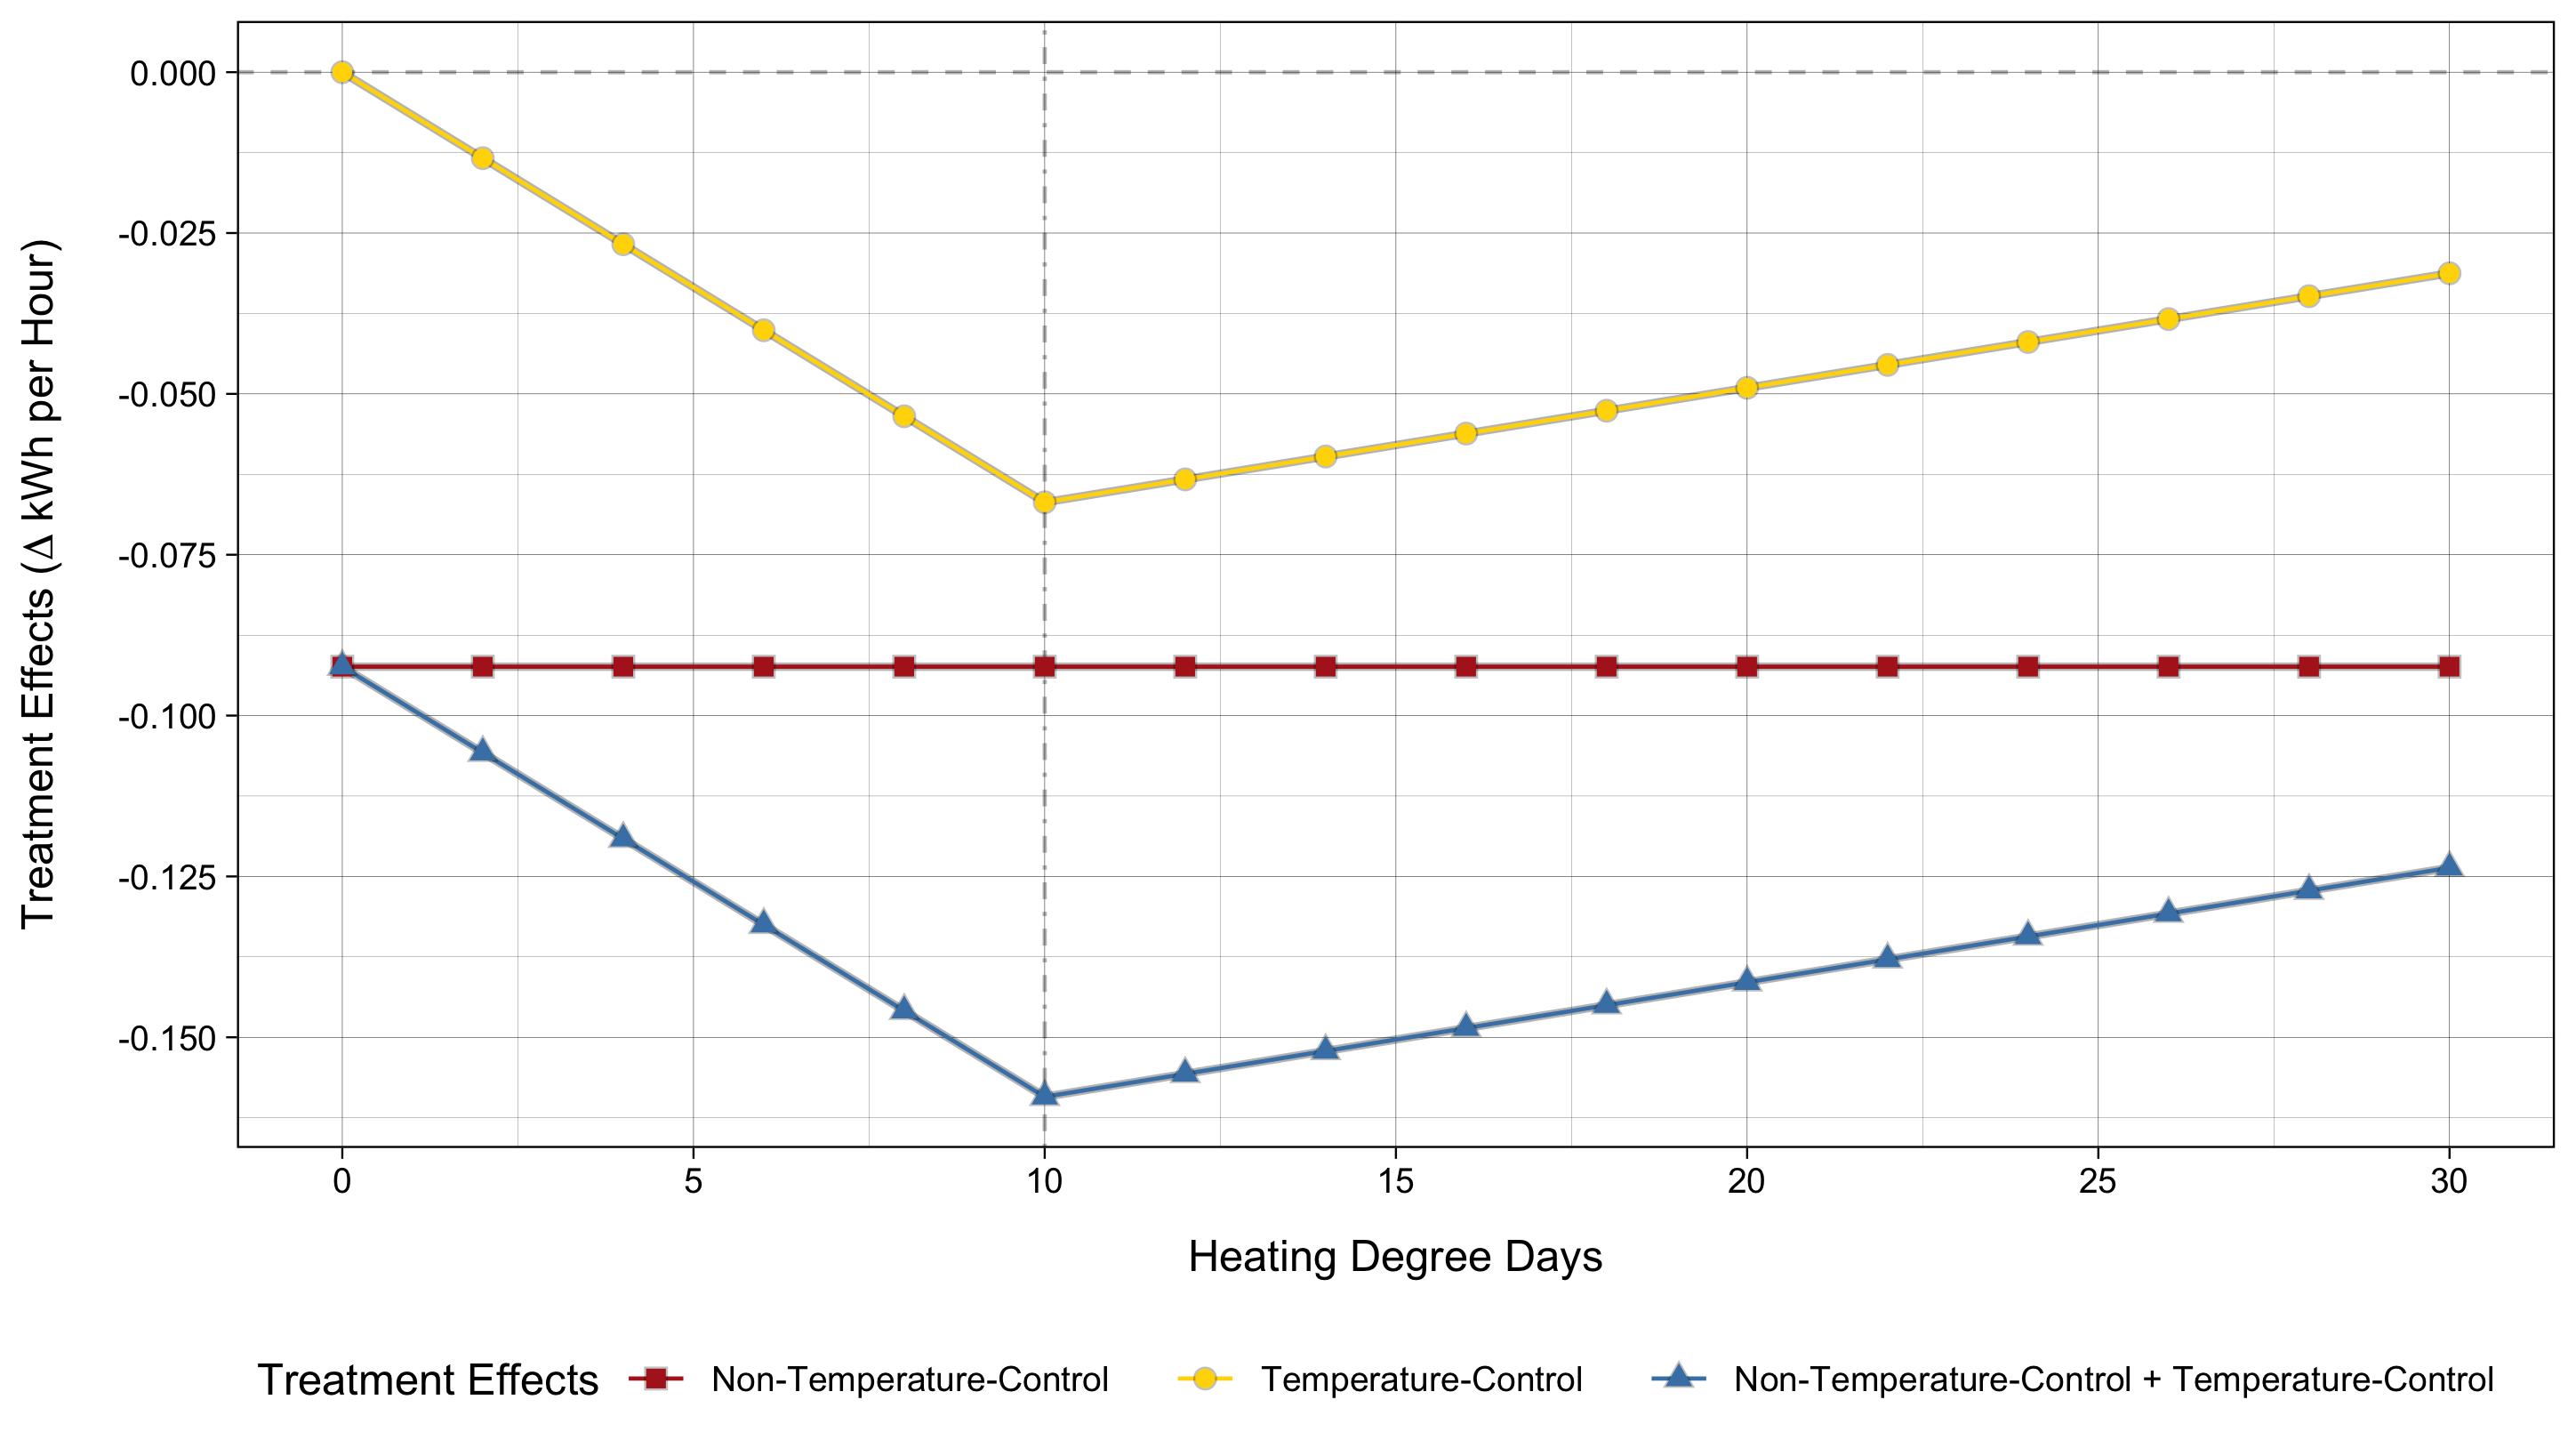 Treatment Effects (Δ kWh per Hour)
0.000
-0.025
-0.050
-0.075
-0.100
-0.125
-0.150
0 5 10 15 20 25 30
Heating Degree Days
Treatment Effects Non-Temperature-Control Temperature-Control Non-Temperature-Control + Temperature-Control